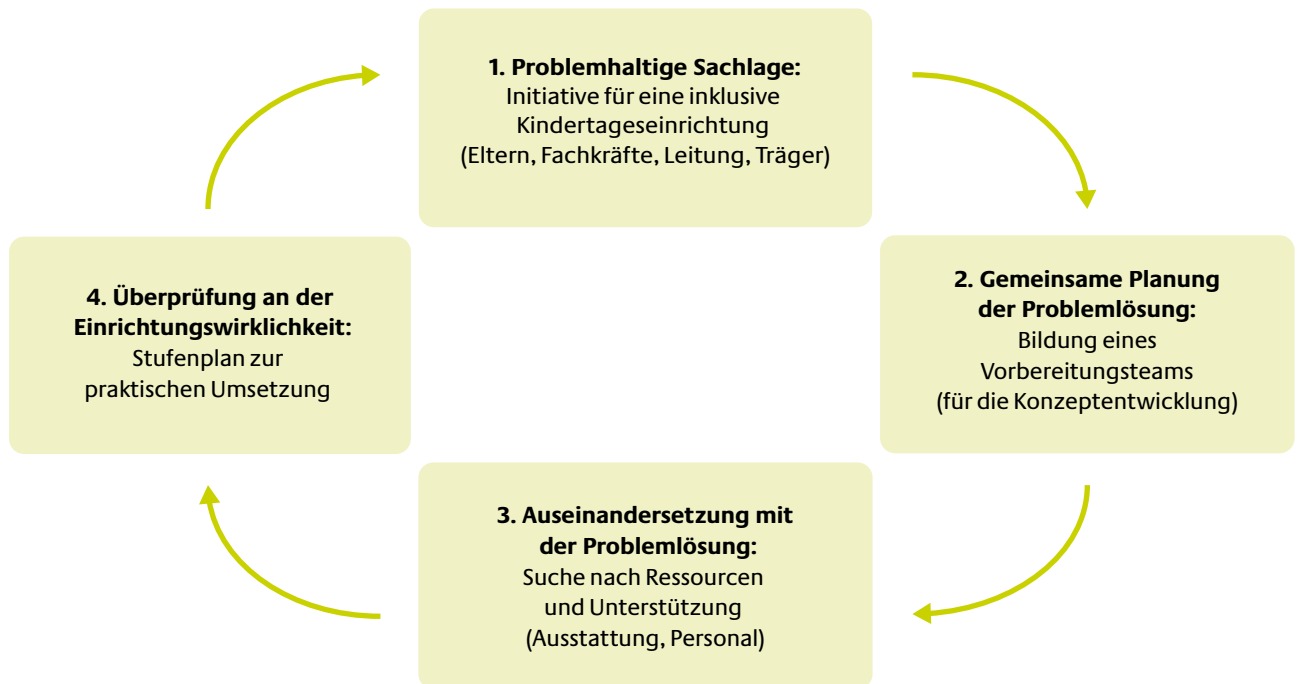 1. Problemhaltige Sachlage:
Initiative für eine inklusive
Kindertageseinrichtung
(Eltern, Fachkräfte, Leitung, Träger)
2. Gemeinsame Planung
der Problemlösung:
Bildung eines
Vorbereitungsteams
(für die Konzeptentwicklung)
3. Auseinandersetzung mit
der Problemlösung:
Suche nach Ressourcen
und Unterstützung
(Ausstattung, Personal)
4. Überprüfung an der
Einrichtungswirklichkeit:
Stufenplan zur
praktischen Umsetzung